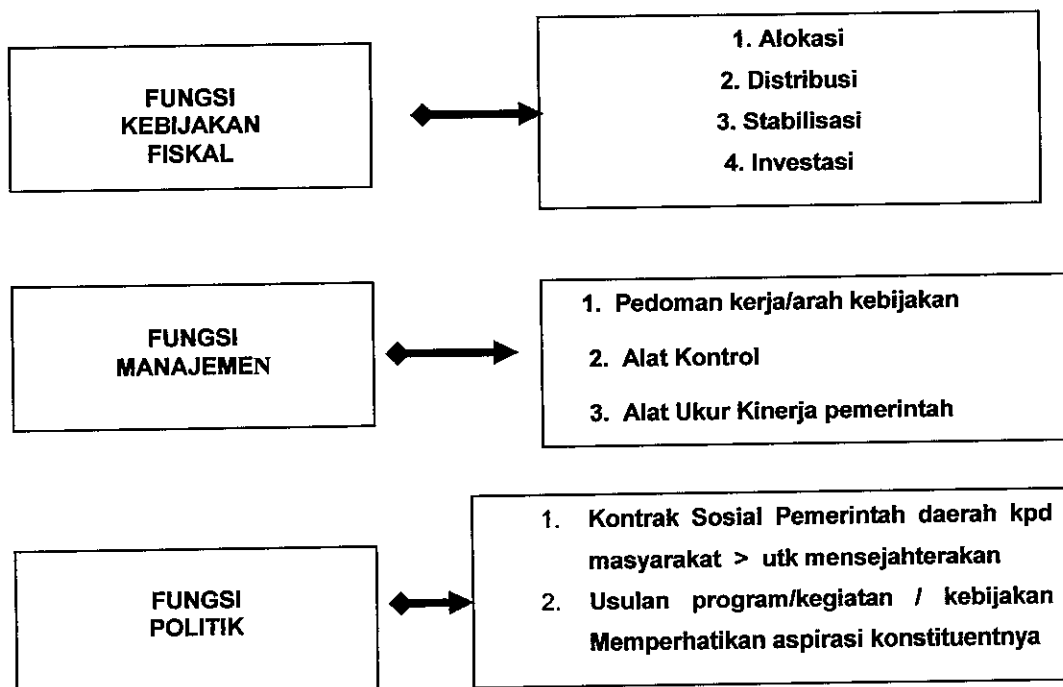 FUNGSI
KEBIJAKAN
FISKAL
1. Alokasi
2. Distribusi
3. Stabilisasi
4. Investasi
FUNGSI
MANAJEMEN
1. Pedoman kerja/arah kebijakan
2. Alat Kontrol
3. Alat Ukur Kinerja pemerintah
FUNGSI
POLITIK
1. Kontrak Sosial Pemerintah daerah kpd
masyarakat > utk mensejahterakan
2. Usulan program/kegiatan / kebijakan
Memperhatikan aspirasi konstituentnya